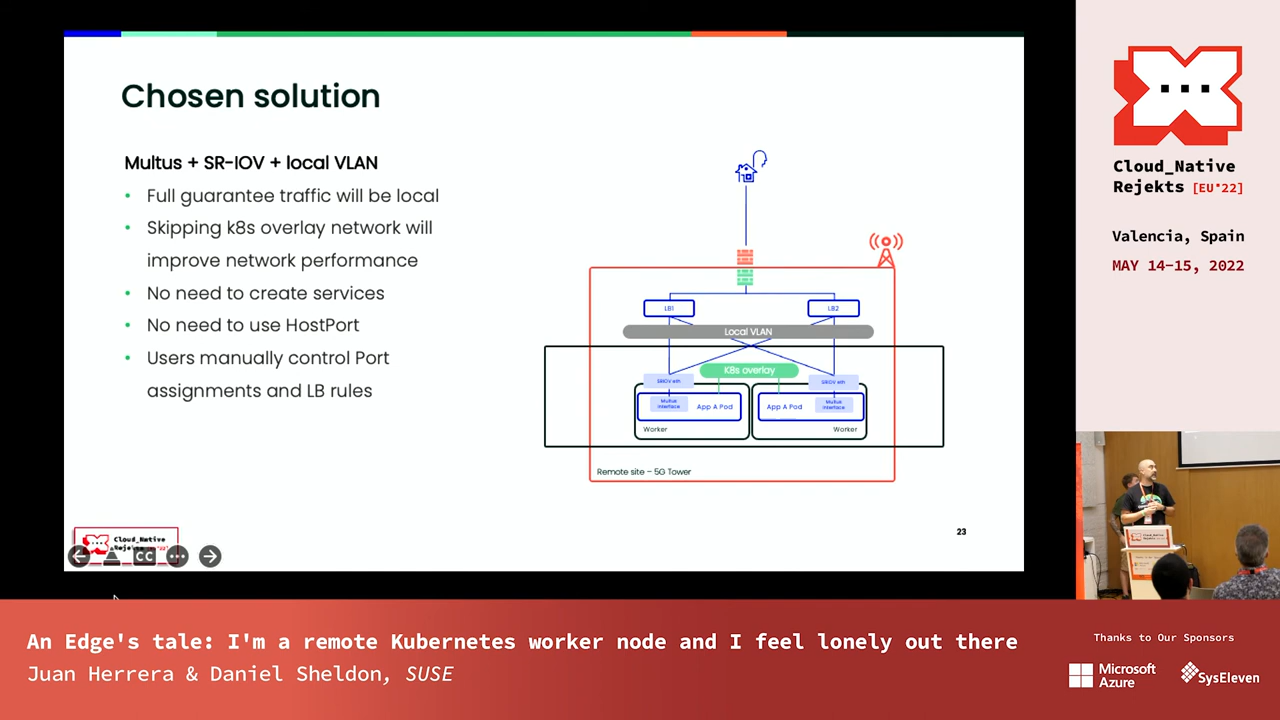 Chosen solution
Multus + SR-IOV + local VLAN
• Full guarantee traffic will be local
• Skipping k8s overlay network will
improve network performance
• No need to create services
• No need to use HostPort
• Users manually control Port
assignments and LB rules
LB1
LB2
Local VLAN
K8s overlay
SRIOV eth
SRIOV eth
Multus
interface
App A Pod
App A Pod
Multus
interface
Worker
Worker
Remote site – 5G Tower
Cloud_Native
CC
23
Cloud_Native
Rejekts [EU*22]
Valencia, Spain
MAY 14–15, 2022
Cloud_Native
An Edge's tale: I'm a remote Kubernetes worker node and I feel lonely out there
Juan Herrera & Daniel Sheldon, SUSE
Thanks to Our Sponsors
Microsoft
Azure
SysEleven